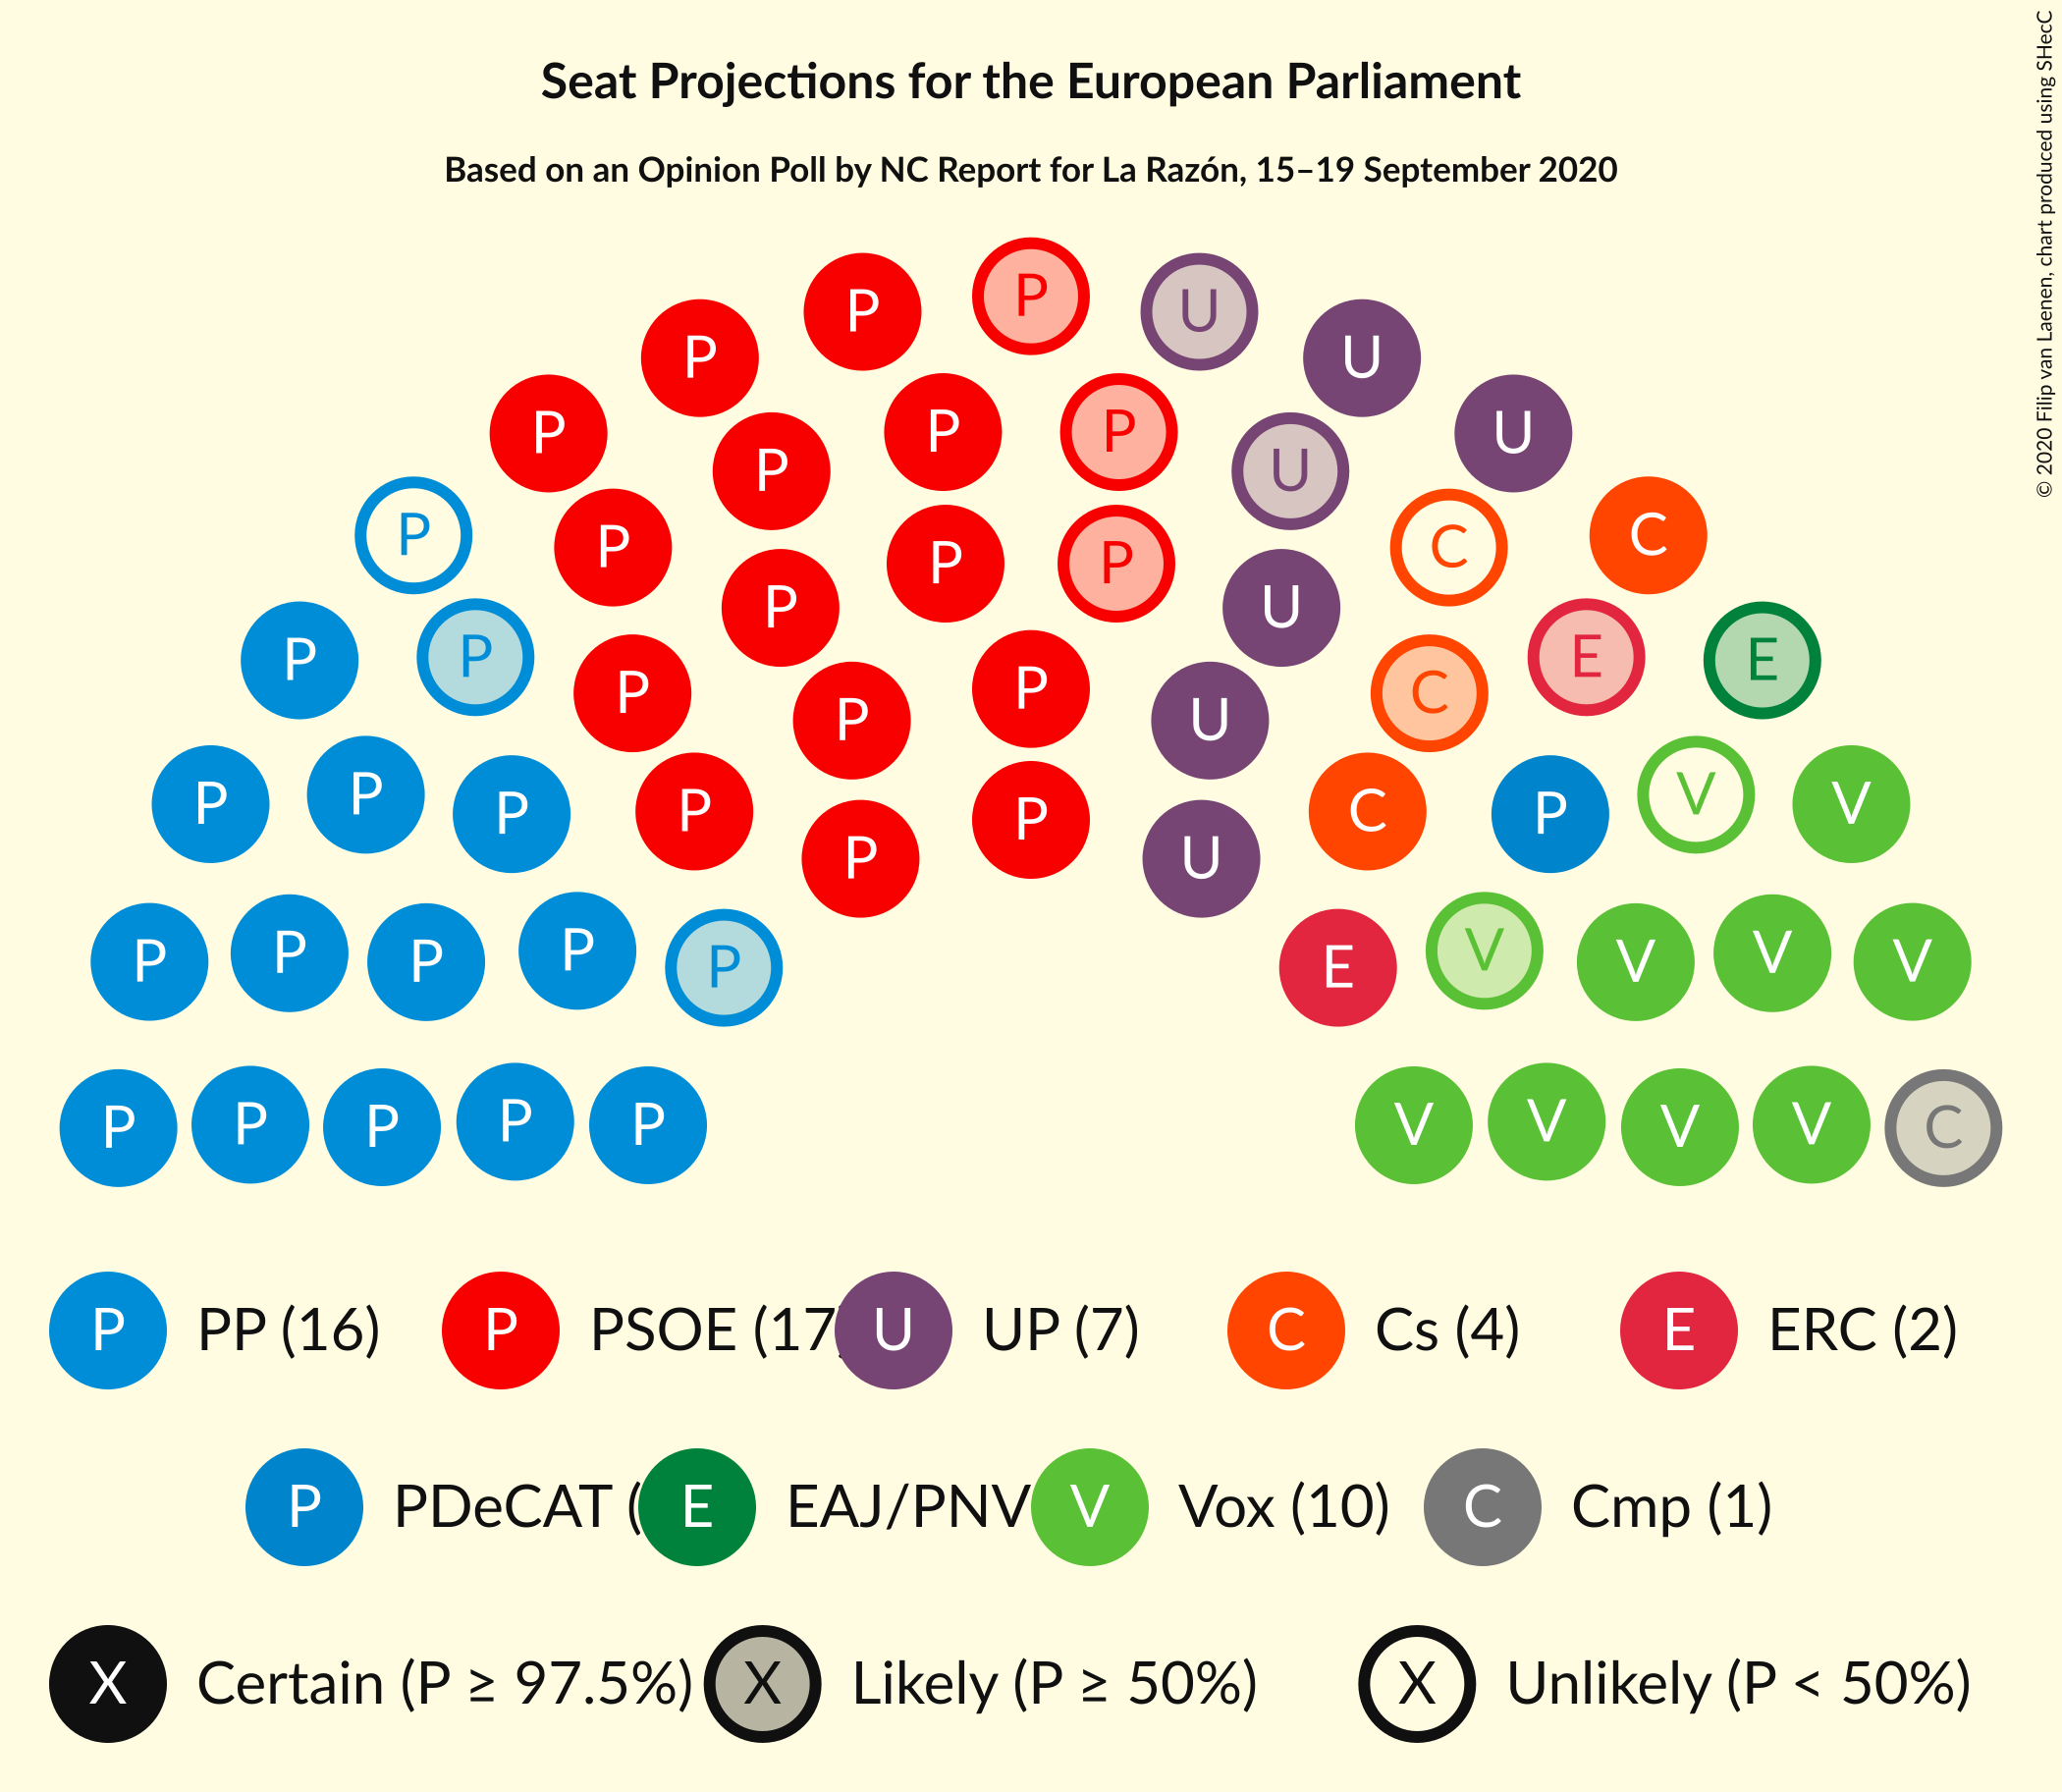 Seat Projections for the European Parliament
Based on an Opinion Poll by NC Report for La Razón, 15–19 September 2020
© 2020 Filip van Laenen, chart produced using SHecC
P P P U U
P P P U U
P P P P U C C
P P P P U E E
P P P P P U C
P P P P P U C P V V
P P P P P E V V V V
P P P P P V V V V C
P PP (16) P PSOE (17) U UP (7) C Cs (4) E ERC (2)
P PDeCAT ( E EAJ/PNV V Vox (10) C Cmp (1)
X Certain (P ≥ 97.5%) X Likely (P ≥ 50%) X Unlikely (P < 50%)